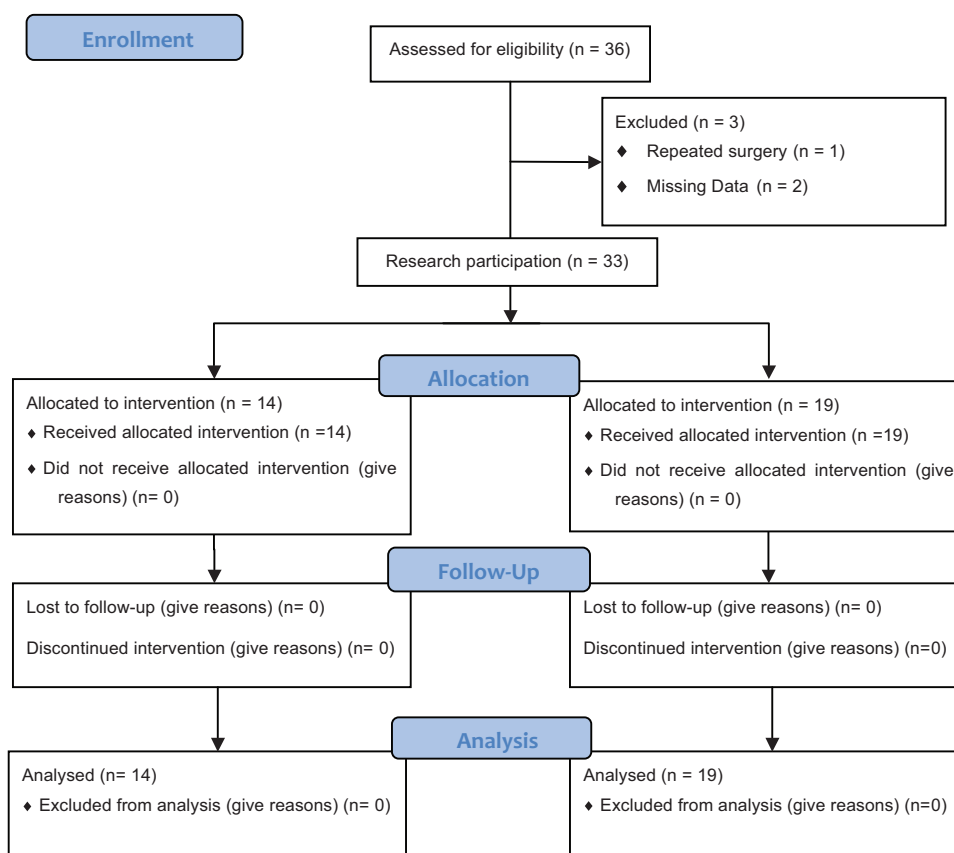 Enrollment
Assessed for eligibility (n = 36)
Excluded (n = 3)
♦ Repeated surgery (n = 1)
♦ Missing Data (n = 2)
Research participation (n = 33)
Allocation
Allocated to intervention (n = 14)
♦ Received allocated intervention (n =14)
♦ Did not receive allocated intervention (give
reasons) (n= 0)
Allocated to intervention (n = 19)
♦ Received allocated intervention (n =19)
♦ Did not receive allocated intervention (give
reasons) (n = 0)
Follow-Up
Lost to follow-up (give reasons) (n= 0)
Discontinued intervention (give reasons) (n= 0)
Lost to follow-up (give reasons) (n= 0)
Discontinued intervention (give reasons) (n=0)
Analysis
Analysed (n= 14)
♦ Excluded from analysis (give reasons) (n= 0)
Analysed (n = 19)
♦ Excluded from analysis (give reasons) (n=0)